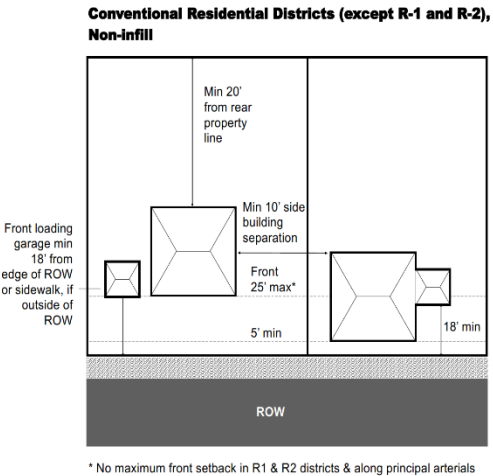 Conventional Residential Districts (except R-1 and R-2),
Non-infill
Min 20'
from rear
property
line
Min 10' side
building
separation
Front loading
garage min
18' from
edge of ROW
or sidewalk, if
outside of
ROW
Front
25' max*
5' min
18' min
ROW
* No maximum front setback in R1 & R2 districts & along principal arterials